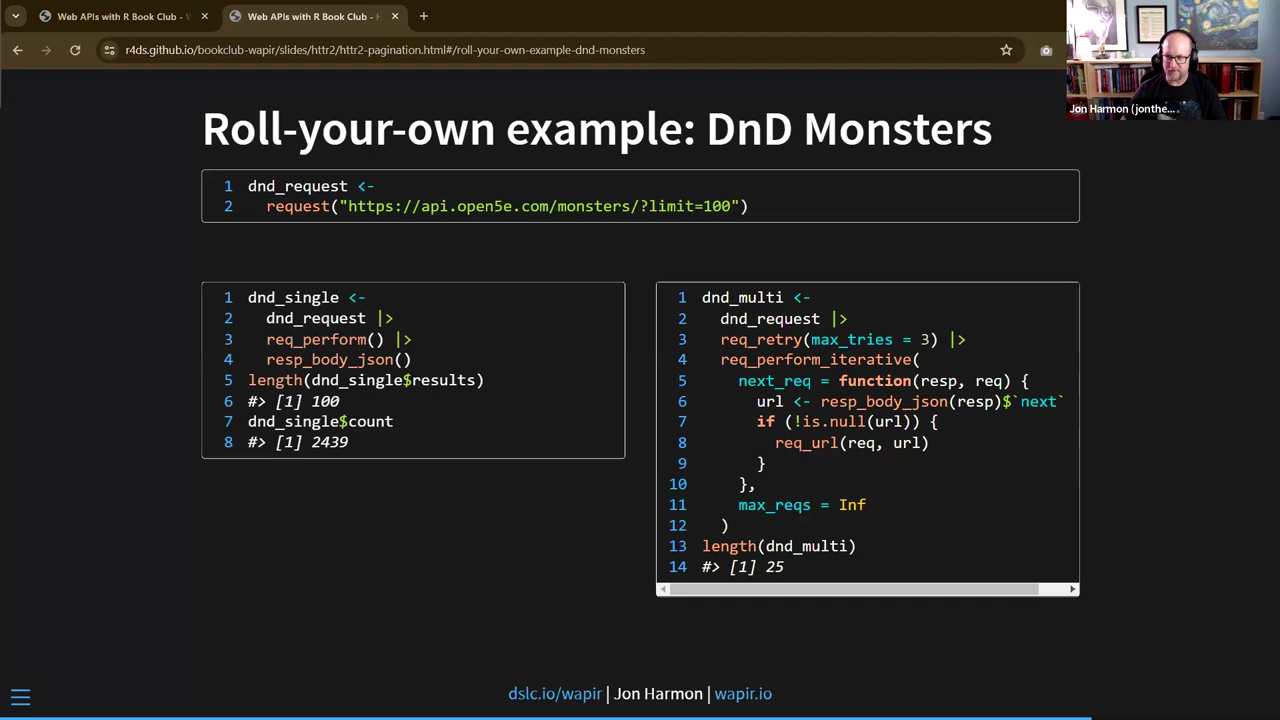 Web APIs with R Book Club - W
Web APIs with R Book Club - H
r4ds.github.io/bookclub-wapir/slides/httr2/httr2-pagination.html#/roll-your-own-example-dnd-monsters
Jon Harmon (jonthe...
Roll-your-own example: DnD Monsters
1 dnd_request <-
2   request("https://api.open5e.com/monsters/?limit=100")
1 dnd_single <-
2   dnd_request |>
3   req_perform() |>
4   resp_body_json()
5 length(dnd_single$results)
6 #> [1] 100
7 dnd_single$count
8 #> [1] 2439
1 dnd_multi <-
2   dnd_request |>
3   req_retry(max_tries = 3) |>
4   req_perform_iterative(
5     next_req = function(resp, req) {
6       url <- resp_body_json(resp)$`next`
7       if (!is.null(url)) {
8         req_url(req, url)
9       }
10     },
11     max_reqs = Inf
12   )
13 length(dnd_multi)
14 #> [1] 25
dslc.io/wapir | Jon Harmon | wapir.io